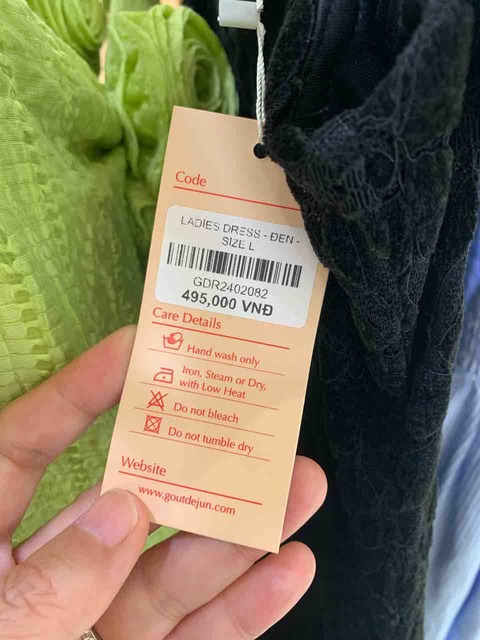 Code
LADIES DRESS - ĐEN -
SIZE L
GDR2402082
495,000 VNĐ
Care Details
Hand wash only
Iron, Steam or Dry,
with Low Heat
Do not bleach
Do not tumble dry
Website
www.goutdejun.com